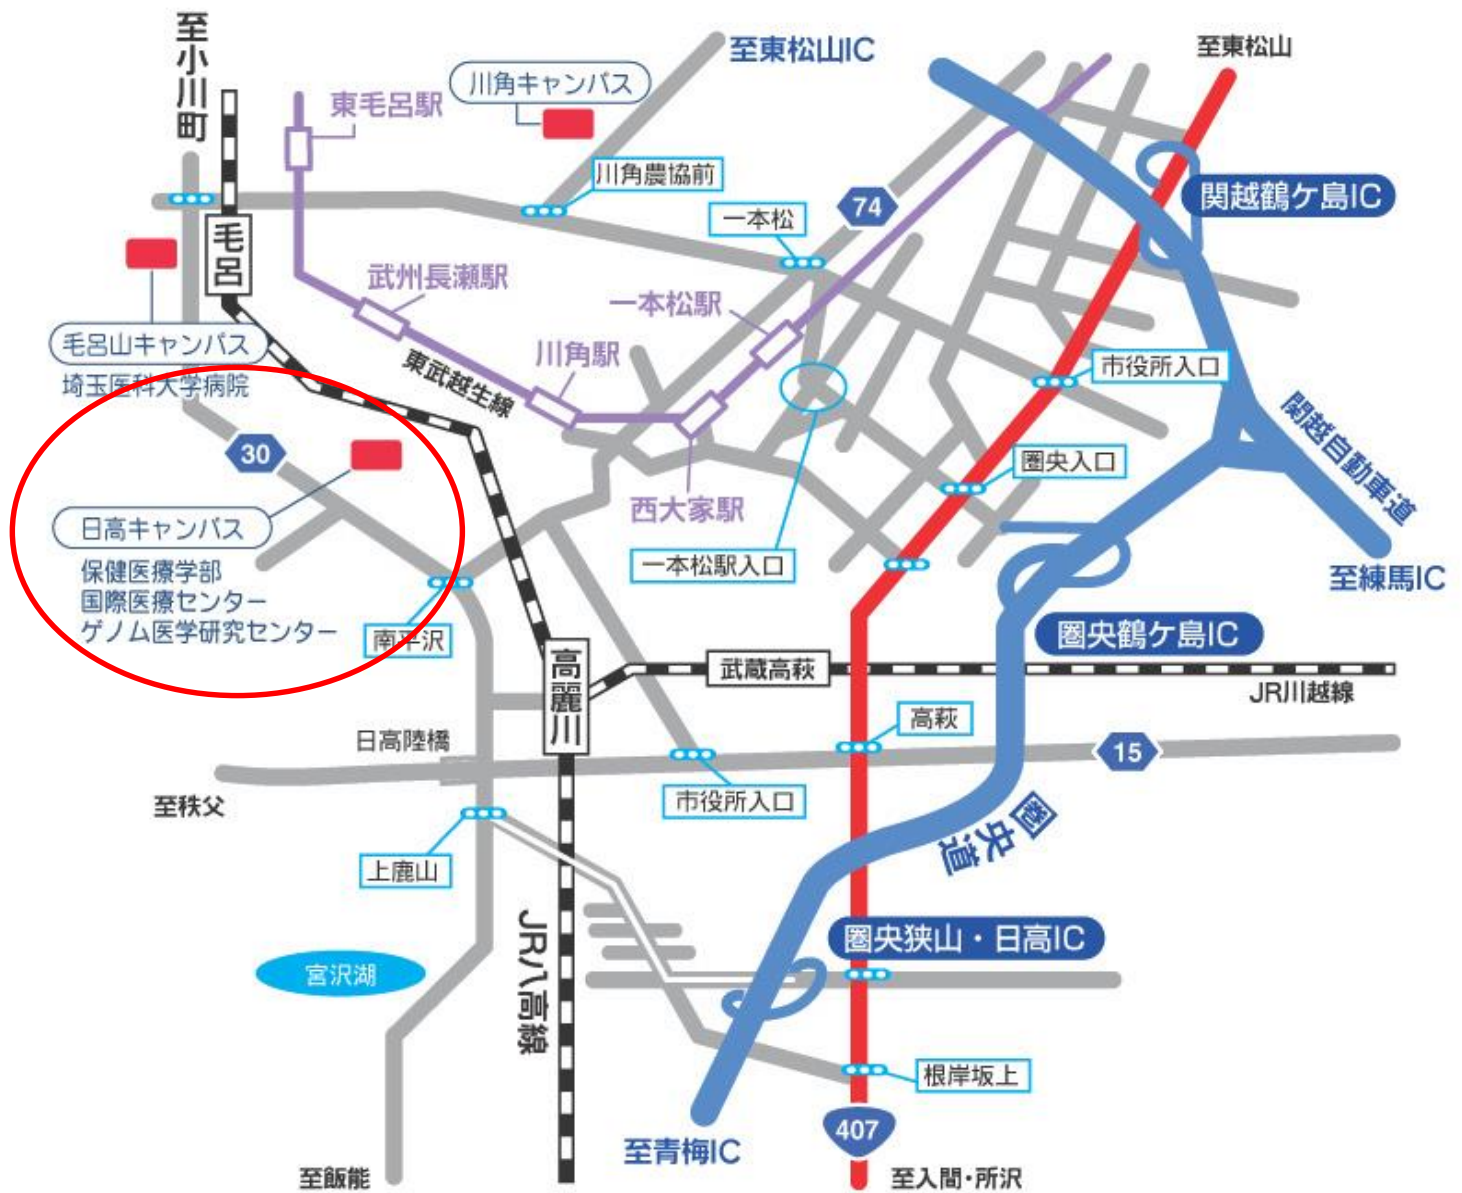 至小川町
東毛呂駅
川角キャンパス
至東松山IC
至東松山
川角農協前
74
関越鶴ケ島IC
一本松
毛呂
武州長瀬駅
一本松駅
毛呂山キャンパス
埼玉医科大学病院
東武越生線
川角駅
市役所入口
関越自動車道
30
圏央入口
西大家駅
日高キャンパス
保健医療学部
国際医療センター
ゲノム医学研究センター
一本松駅入口
至練馬IC
南平沢
圏央鶴ケ島IC
高麗川
武蔵高萩
JR川越線
高萩
日高陸橋
15
至秩父
市役所入口
圏央道
上鹿山
JR八高線
圏央狭山・日高IC
宮沢湖
根岸坂上
407
至青梅IC
至飯能
至入間・所沢